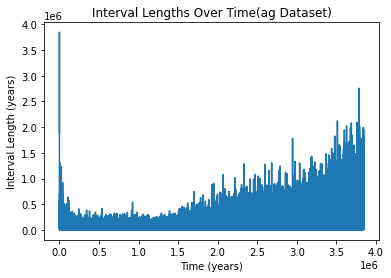 Interval Lengths Over Time(ag Dataset)
1e6
4.0
3.5
3.0
2.5
2.0
1.5
1.0
0.5
0.0
Interval Length (years)
0.0 0.5 1.0 1.5 2.0 2.5 3.0 3.5 4.0
Time (years)
1e6